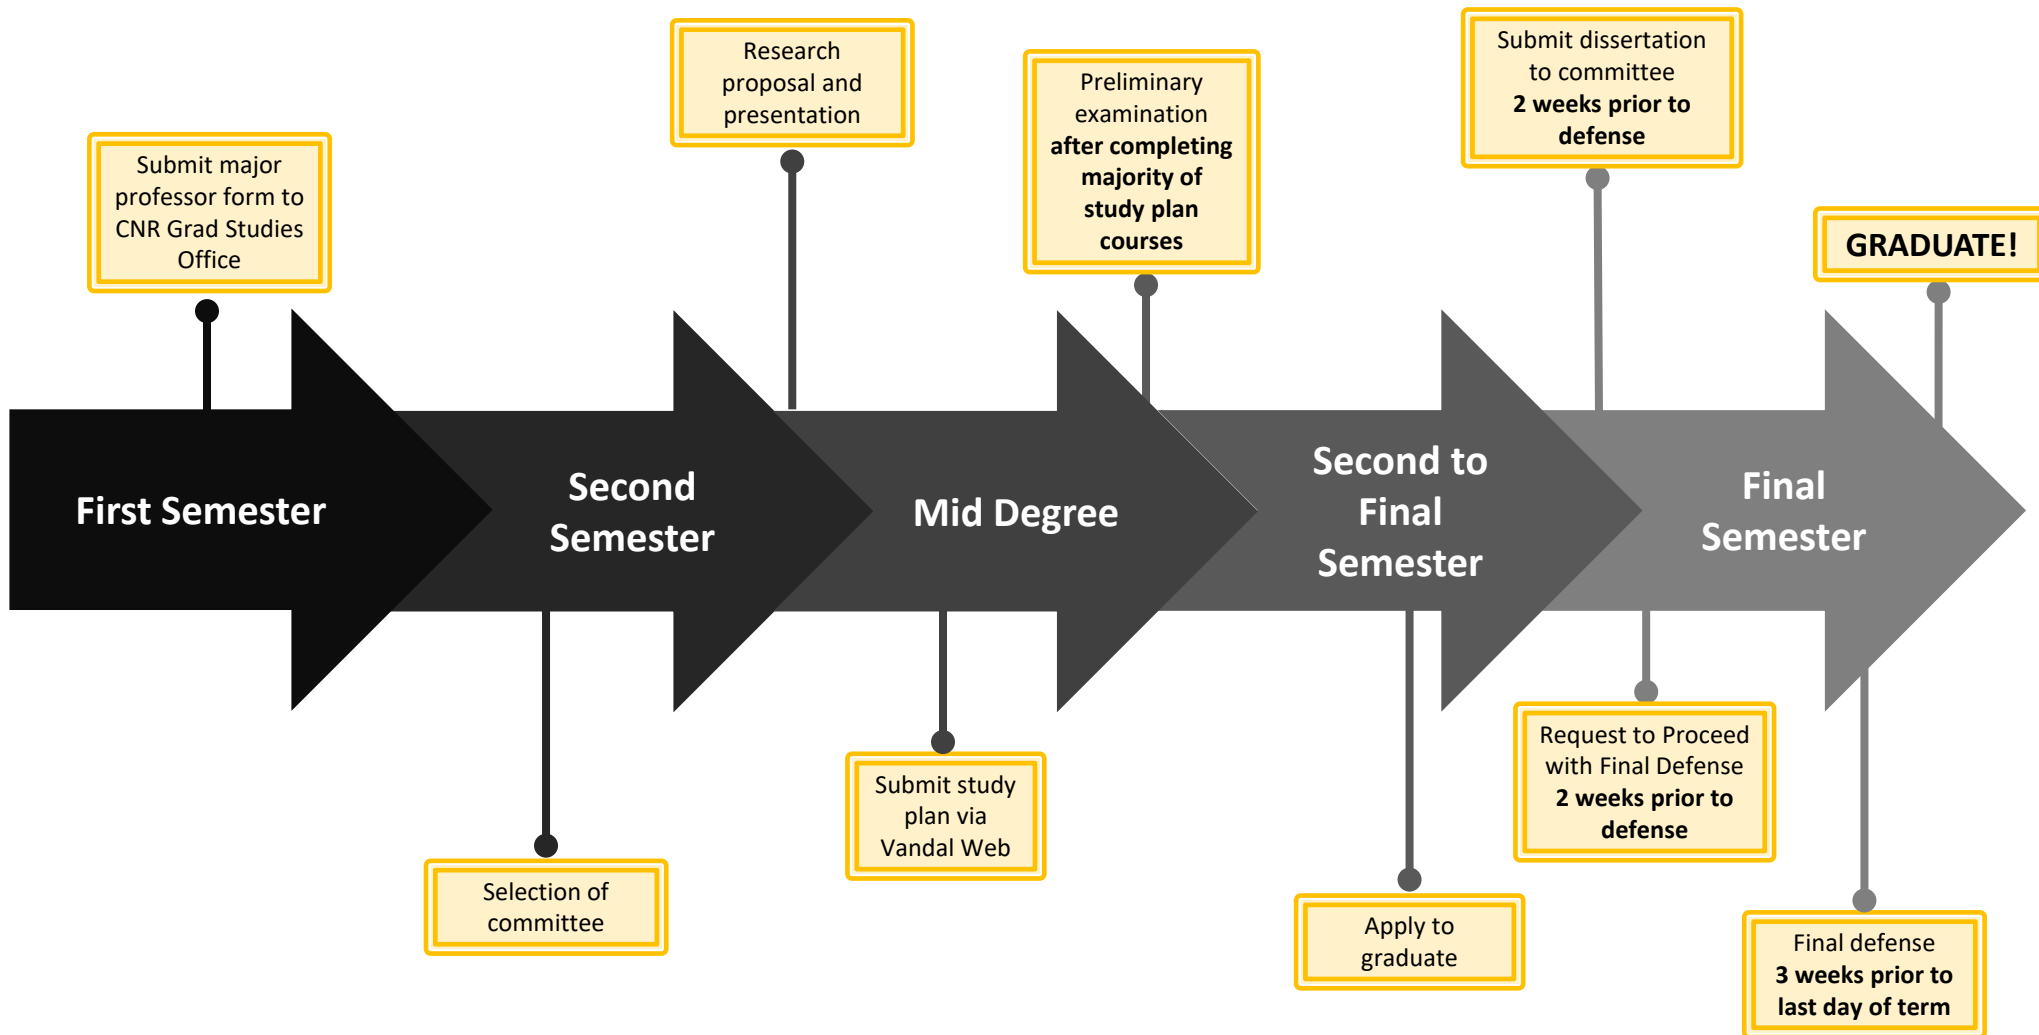 Submit major
professor form to
CNR Grad Studies
Office
Research
proposal and
presentation
Preliminary
examination
after completing
majority of
study plan
courses
Submit dissertation
to committee
2 weeks prior to
defense
GRADUATE!
First Semester
Second
Semester
Mid Degree
Second to
Final
Semester
Final
Semester
Selection of
committee
Submit study
plan via
Vandal Web
Apply to
graduate
Request to Proceed
with Final Defense
2 weeks prior to
defense
Final defense
3 weeks prior to
last day of term